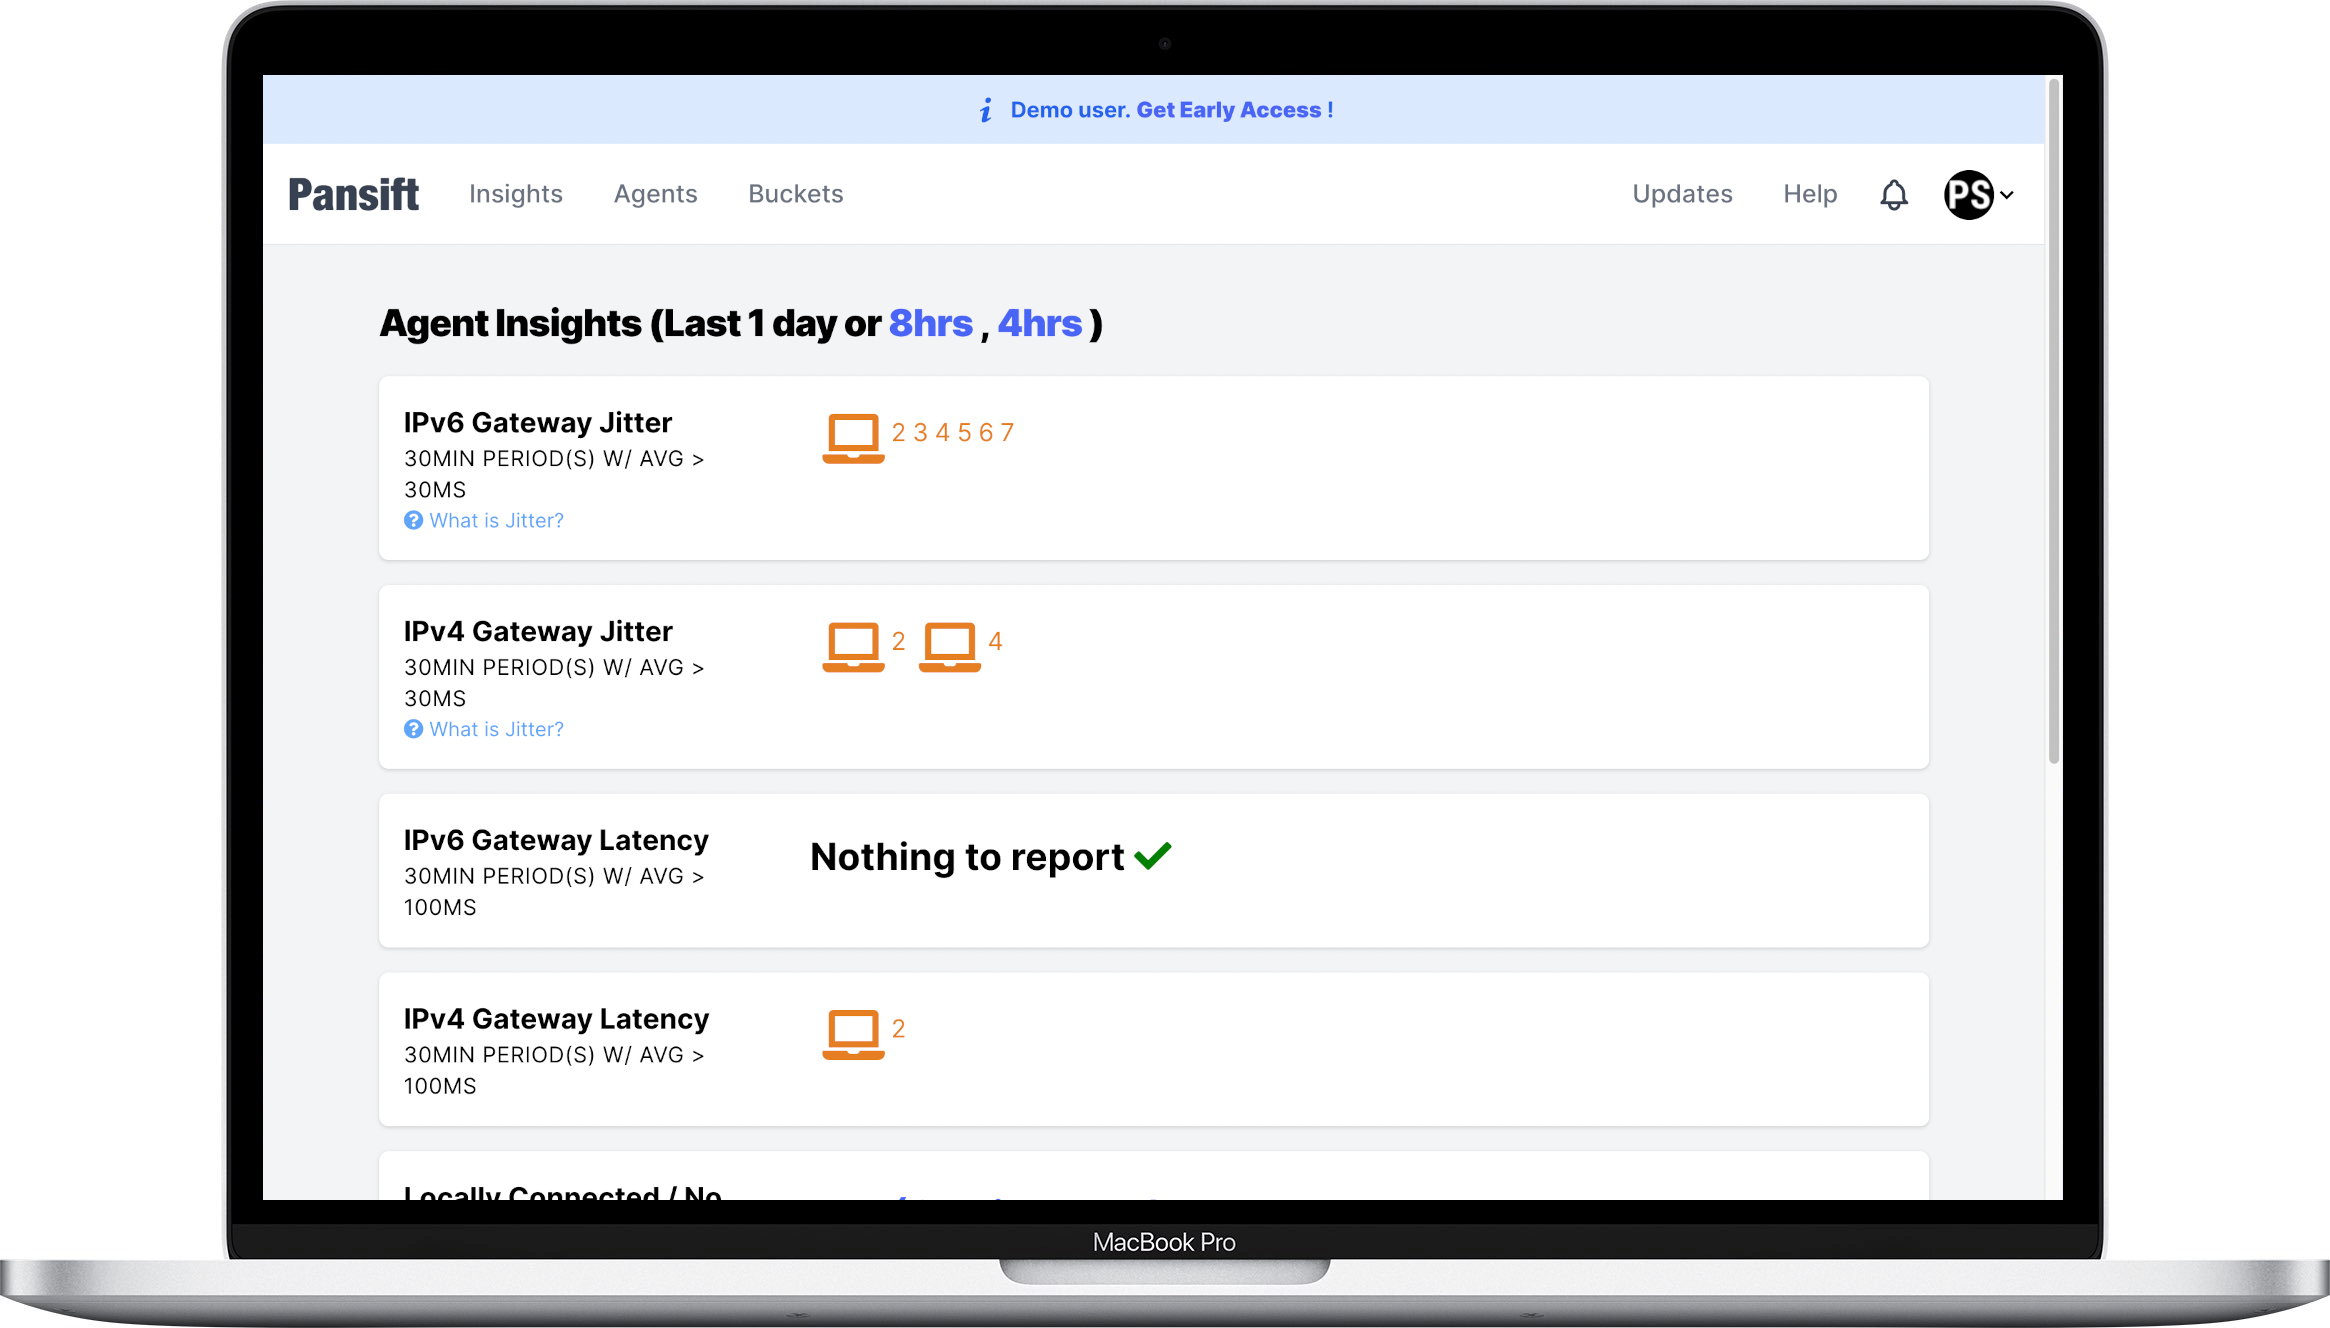 Demo user. Get Early Access !
Pansift Insights Agents Buckets Updates Help PS
Agent Insights (Last 1 day or 8hrs , 4hrs )
IPv6 Gateway Jitter
2 3 4 5 6 7
30MIN PERIOD(S) W/ AVG >
30MS
What is Jitter?
IPv4 Gateway Jitter
2 4
30MIN PERIOD(S) W/ AVG >
30MS
What is Jitter?
IPv6 Gateway Latency
Nothing to report
30MIN PERIOD(S) W/ AVG >
100MS
IPv4 Gateway Latency
2
30MIN PERIOD(S) W/ AVG >
100MS
Locally Connected / No
MacBook Pro